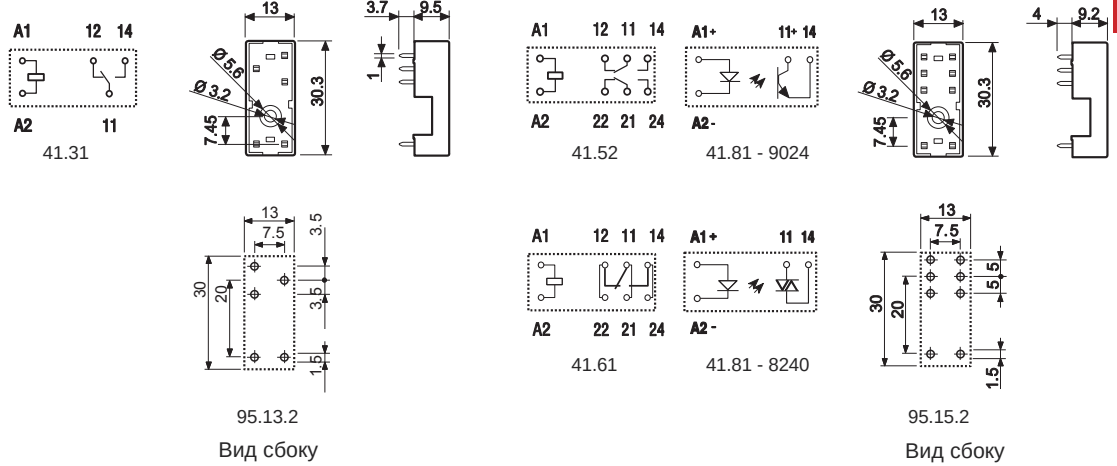 13
3.7 9.5
A1 12 14
Ø 5.6
Ø 3.2
7.45
30.3
1
A2 11
41.31
A1 12 11 14
A2 22 21 24
41.52
A1+ 11+ 14
A2 -
41.81 - 9024
13
4 9.2
Ø 5.6
Ø 3.2
7.45
30.3
13
7.5
3.5
3.5
1.5
30
20
95.13.2
Вид сбоку
A1 12 11 14
A2 22 21 24
41.61
A1 + 11 14
A2 -
41.81 - 8240
13
7.5
5
5
1.5
30
20
95.15.2
Вид сбоку